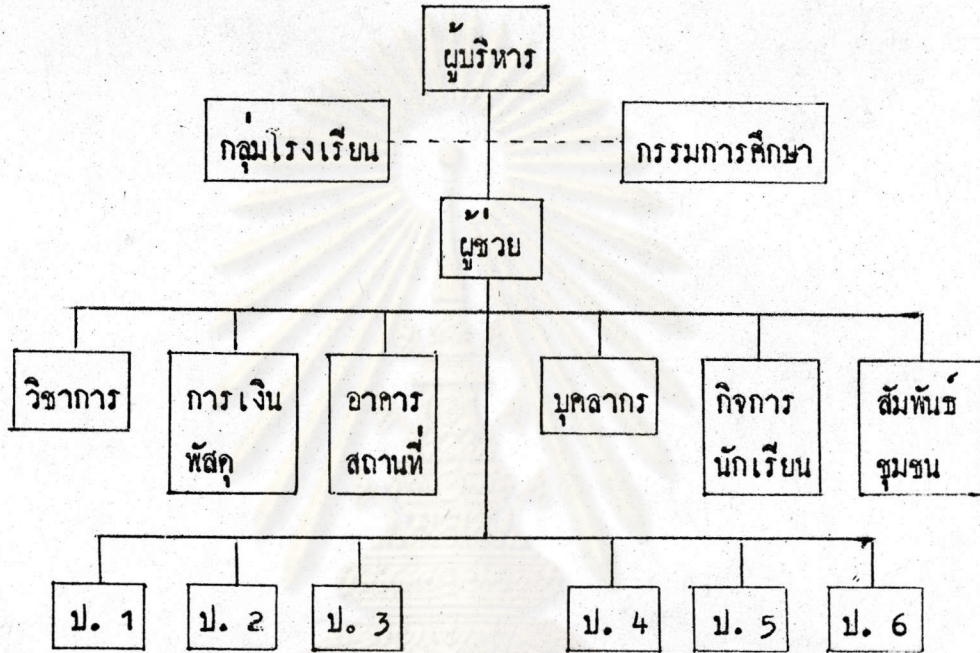 ผู้บริหาร
กลุ่มโรงเรียน
กรรมการศึกษา
ผู้ช่วย
วิชาการ
การเงิน
พัสดุ
อาคาร
สถานที่
บุคลากร
กิจการ
นักเรียน
สัมพันธ์
ชุมชน
ป. 1
ป. 2
ป. 3
ป. 4
ป. 5
ป. 6